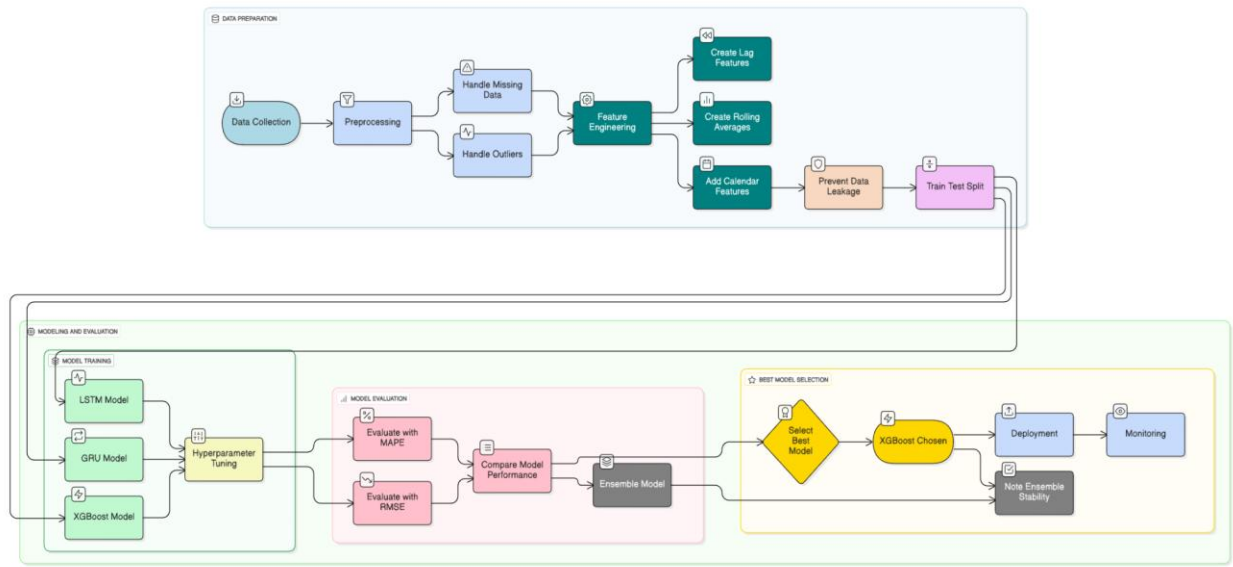 DATA PREPARATION
Data Collection
Preprocessing
Handle Missing
Data
Handle Outliers
Feature
Engineering
Create Lag
Features
Create Rolling
Averages
Add Calendar
Features
Prevent Data
Leakage
Train Test Split
MODELING AND EVALUATION
MODEL TRAINING
LSTM Model
GRU Model
XGBoost Model
Hyperparameter
Tuning
MODEL EVALUATION
Evaluate with
MAPE
Evaluate with
RMSE
Compare Model
Performance
Ensemble Model
BEST MODEL SELECTION
Select
Best
Model
XGBoost Chosen
Deployment
Monitoring
Note Ensemble
Stability